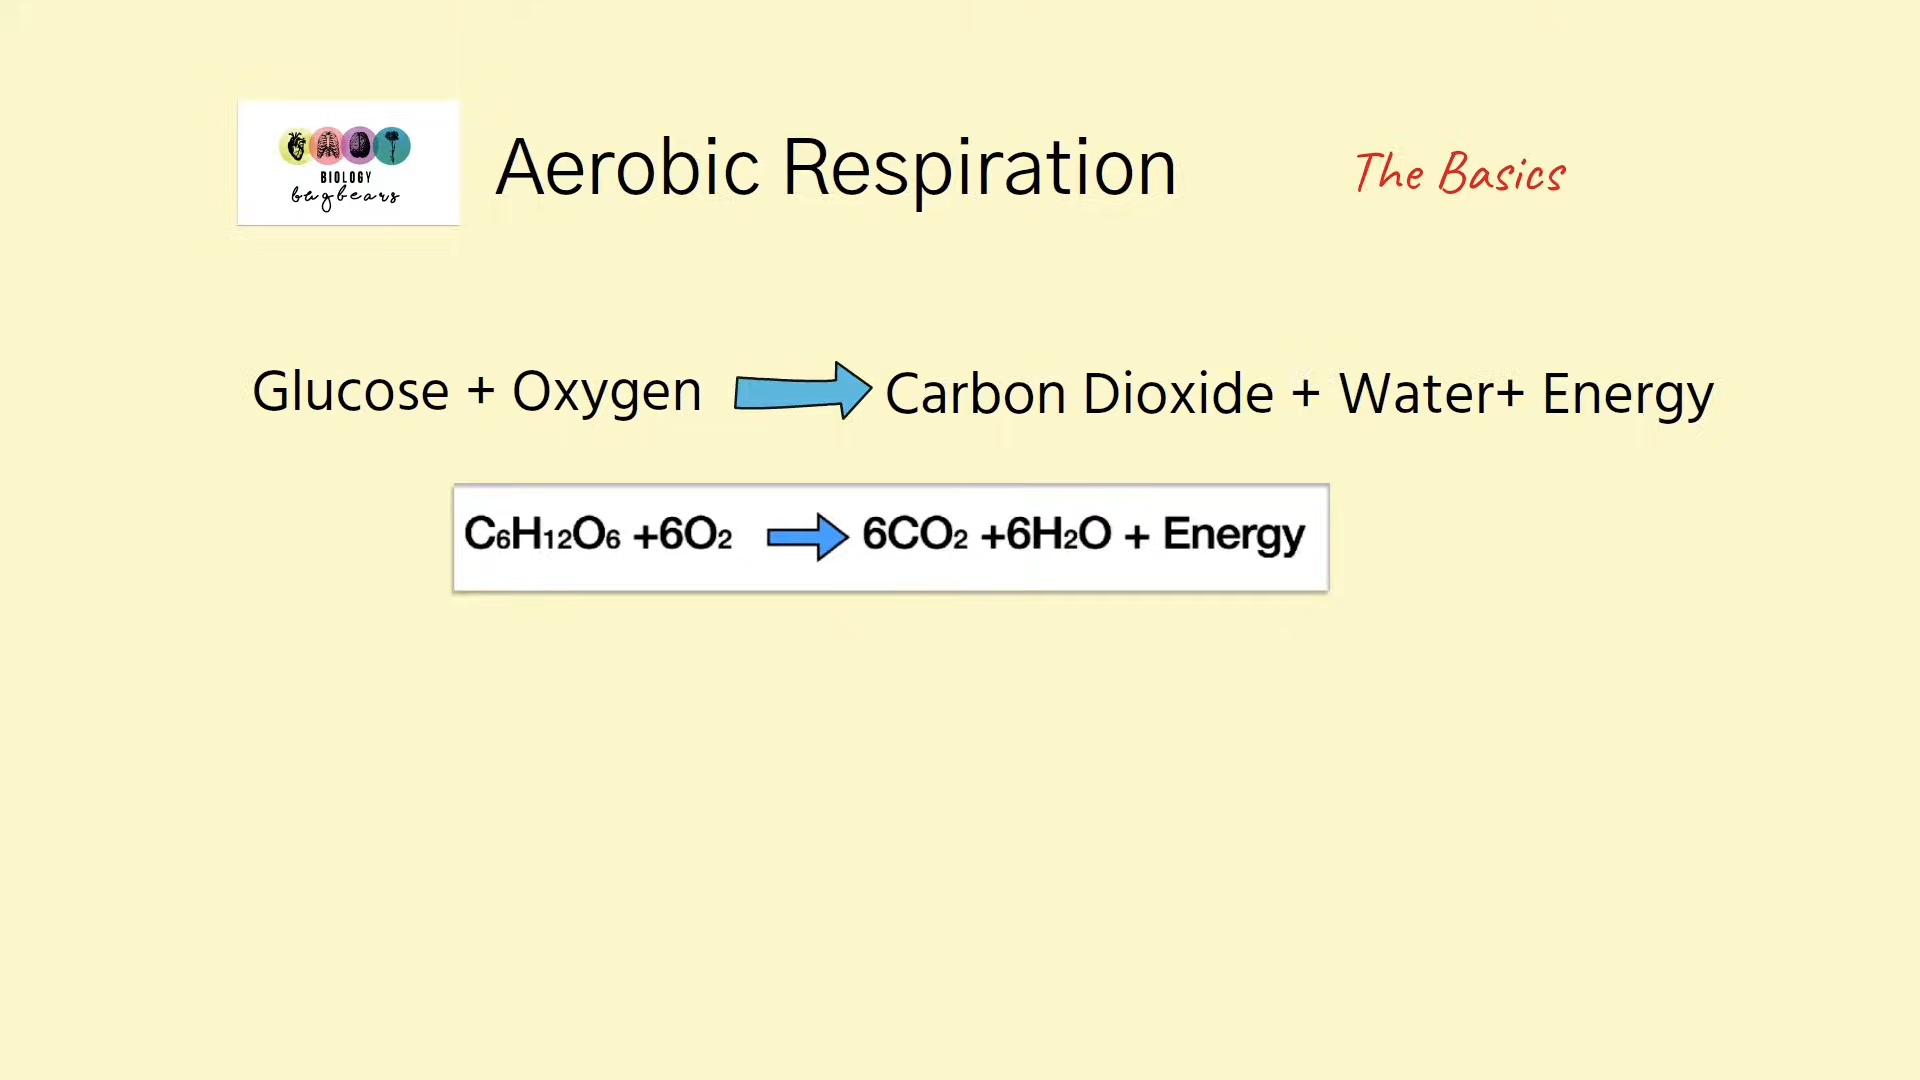 BIOLOGY
bugbears
Aerobic Respiration
The Basics
Glucose + Oxygen Carbon Dioxide + Water+ Energy
C₆H₁₂O₆ +6O₂ 6CO₂ +6H₂O + Energy